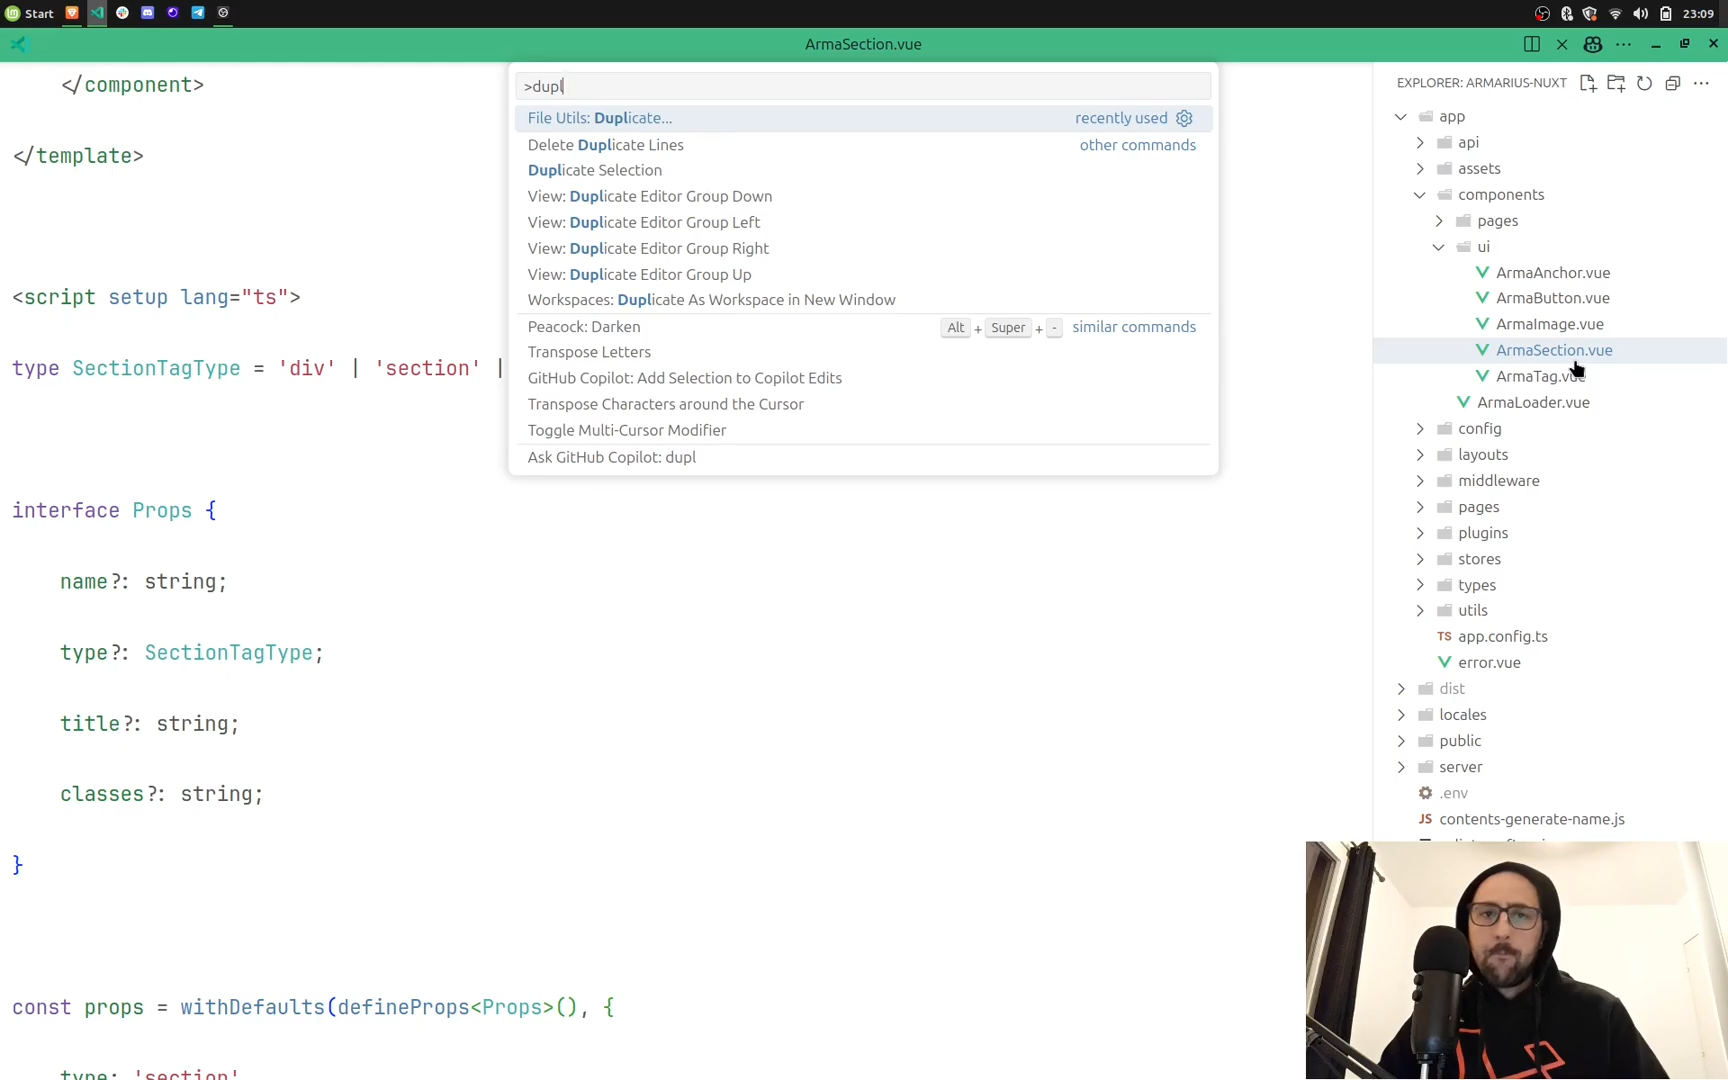 Start
23:09
ArmaSection.vue
</component>
</template>
<script setup lang="ts">
type SectionTagType = 'div' | 'section' |
interface Props {
name?: string;
type?: SectionTagType;
title?: string;
classes?: string;
}
const props = withDefaults(defineProps<Props>(), {
type: 'section'
>dupl
File Utils: Duplicate... recently used
Delete Duplicate Lines other commands
Duplicate Selection
View: Duplicate Editor Group Down
View: Duplicate Editor Group Left
View: Duplicate Editor Group Right
View: Duplicate Editor Group Up
Workspaces: Duplicate As Workspace in New Window
Peacock: Darken Alt + Super + - similar commands
Transpose Letters
GitHub Copilot: Add Selection to Copilot Edits
Transpose Characters around the Cursor
Toggle Multi-Cursor Modifier
Ask GitHub Copilot: dupl
EXPLORER: ARMARIUS-NUXT
app
api
assets
components
pages
ui
ArmaAnchor.vue
ArmaButton.vue
ArmaImage.vue
ArmaSection.vue
ArmaTag.vue
ArmaLoader.vue
config
layouts
middleware
pages
plugins
stores
types
utils
TS app.config.ts
error.vue
dist
locales
public
server
.env
JS contents-generate-name.js